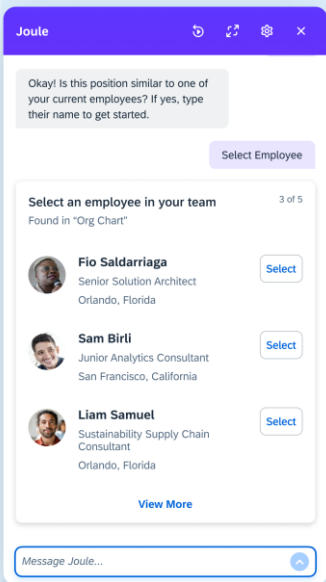 Joule
Okay! Is this position similar to one of
your current employees? If yes, type
their name to get started.
Select Employee
Select an employee in your team
3 of 5
Found in “Org Chart”
Fio Saldarriaga
Senior Solution Architect
Orlando, Florida
Select
Sam Birli
Junior Analytics Consultant
San Francisco, California
Select
Liam Samuel
Sustainability Supply Chain
Consultant
Orlando, Florida
Select
View More
Message Joule...